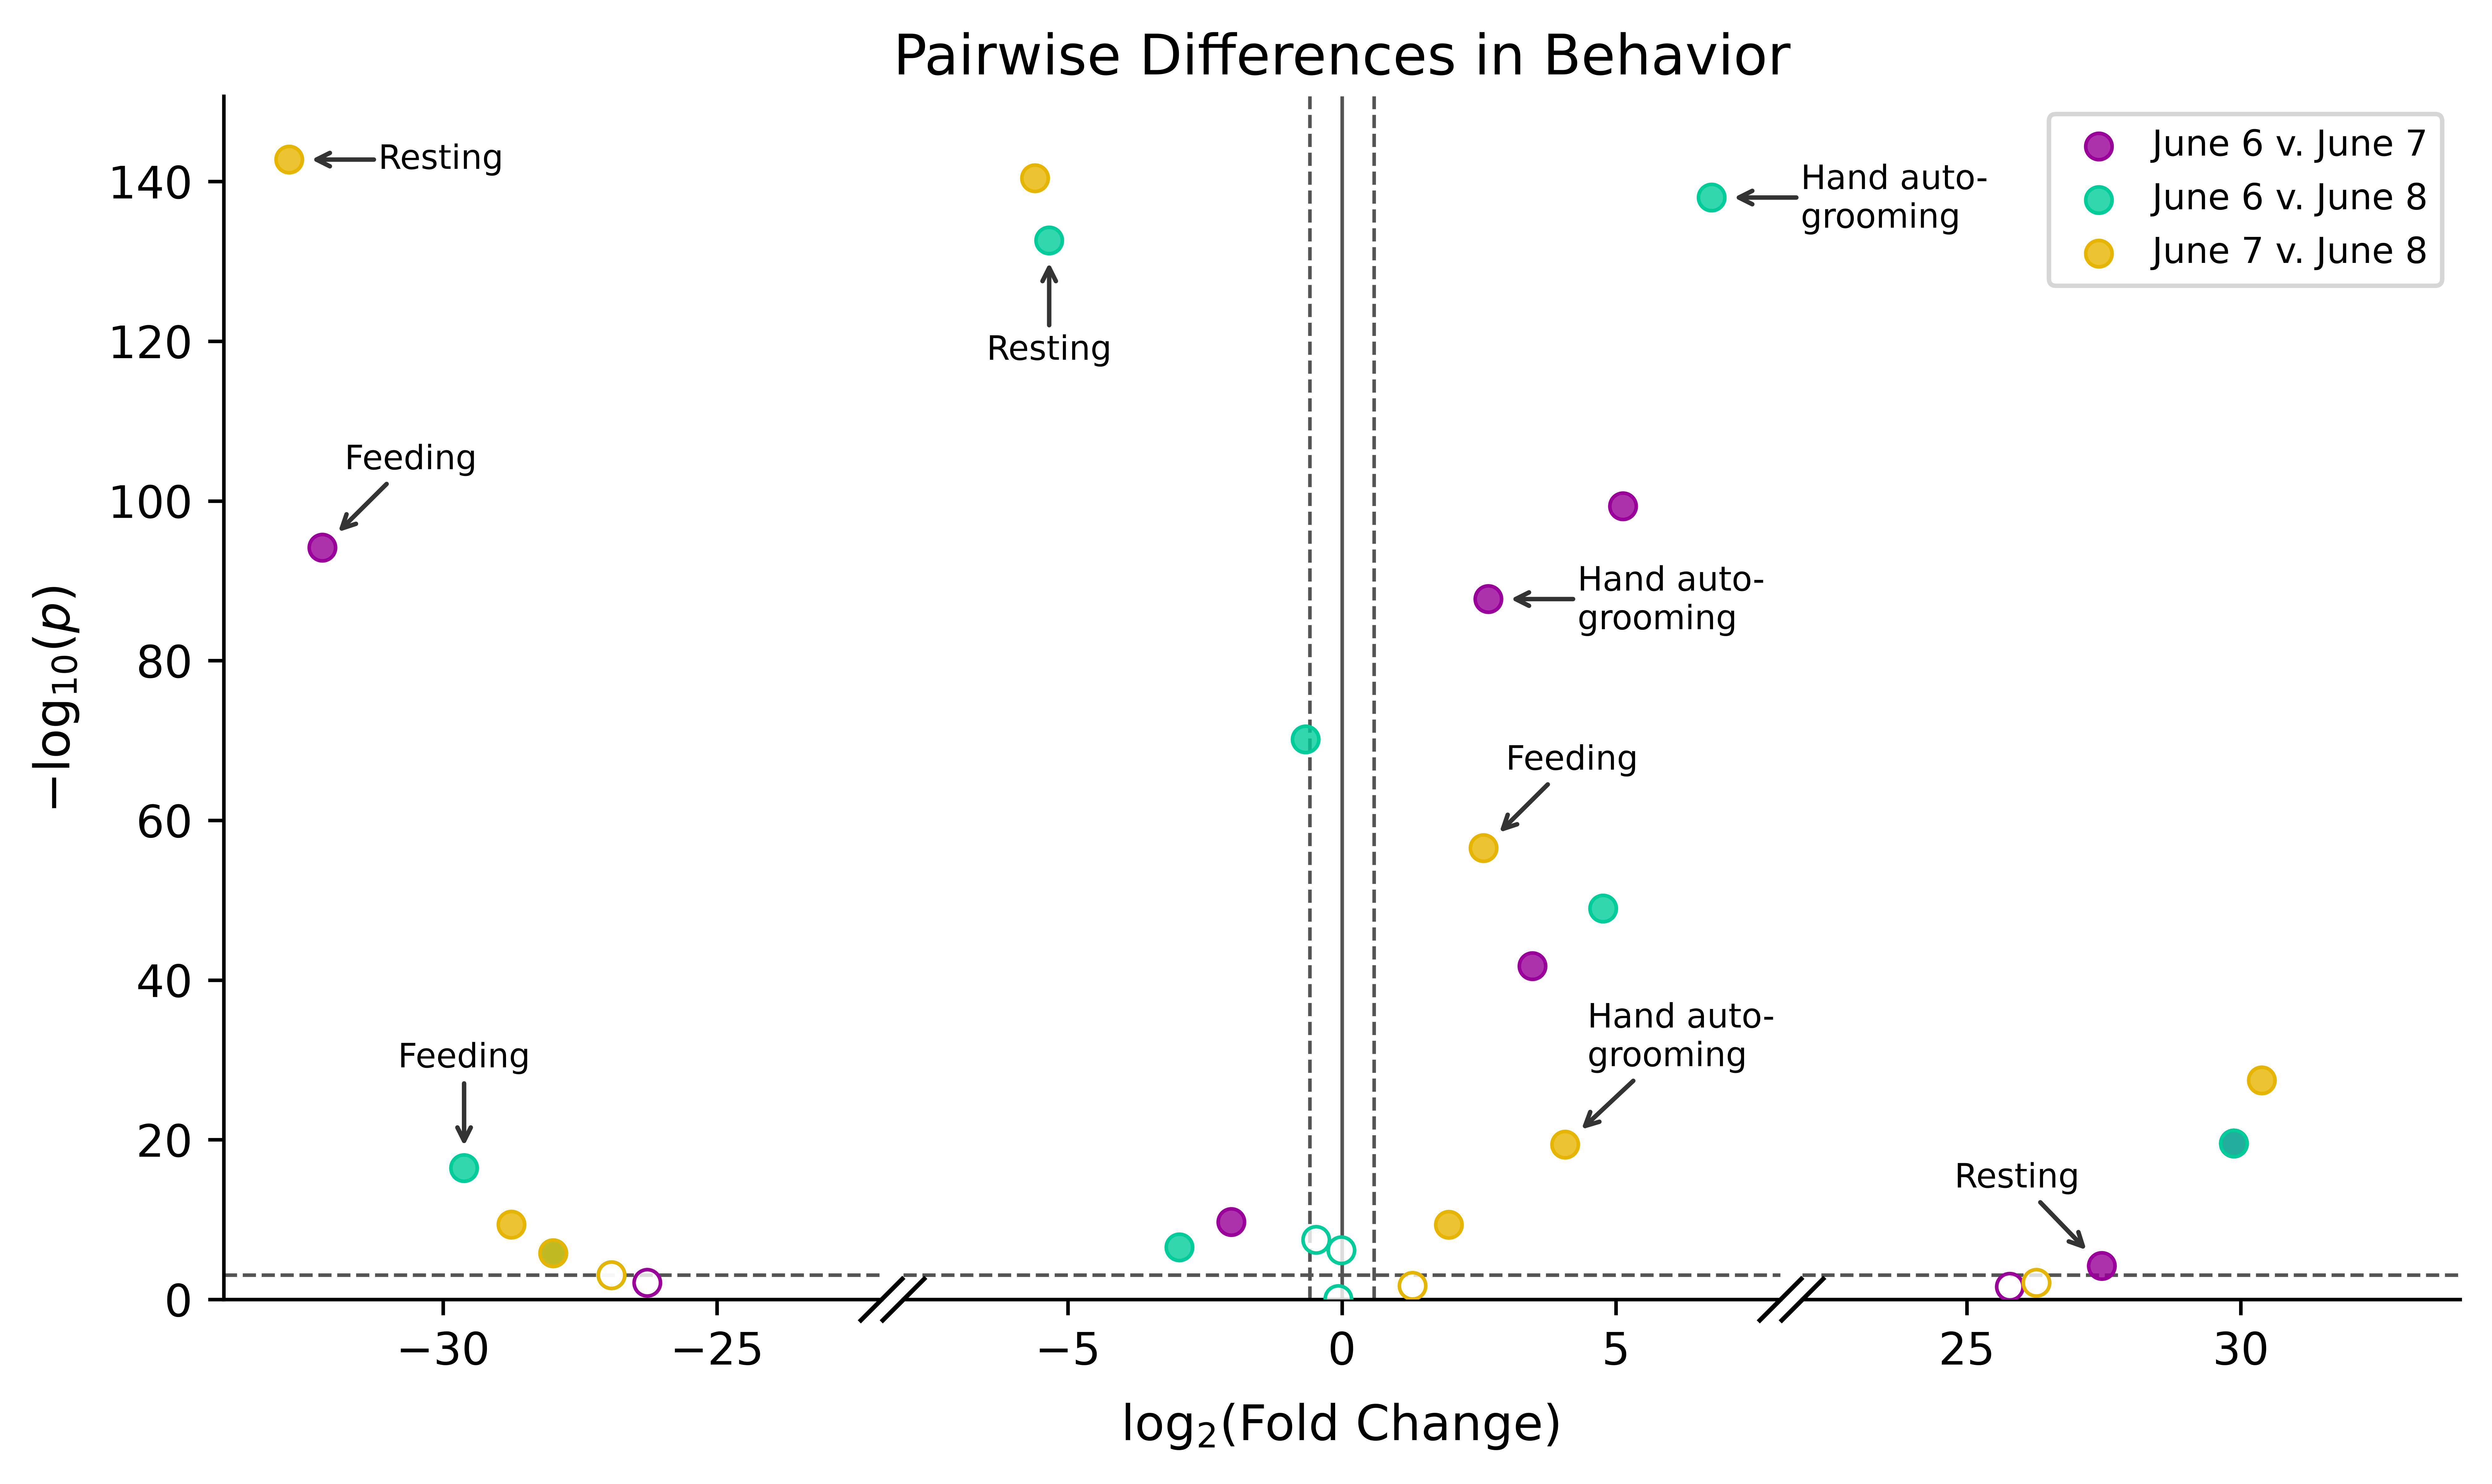 Pairwise Differences in Behavior
June 6 v. June 7
June 6 v. June 8
June 7 v. June 8
Resting
Hand auto-
grooming
Resting
Feeding
Hand auto-
grooming
Feeding
Hand auto-
grooming
Feeding
Resting
140
120
100
80
60
40
20
0
−log₁₀(p)
−30 −25 −5 0 5 25 30
log₂(Fold Change)